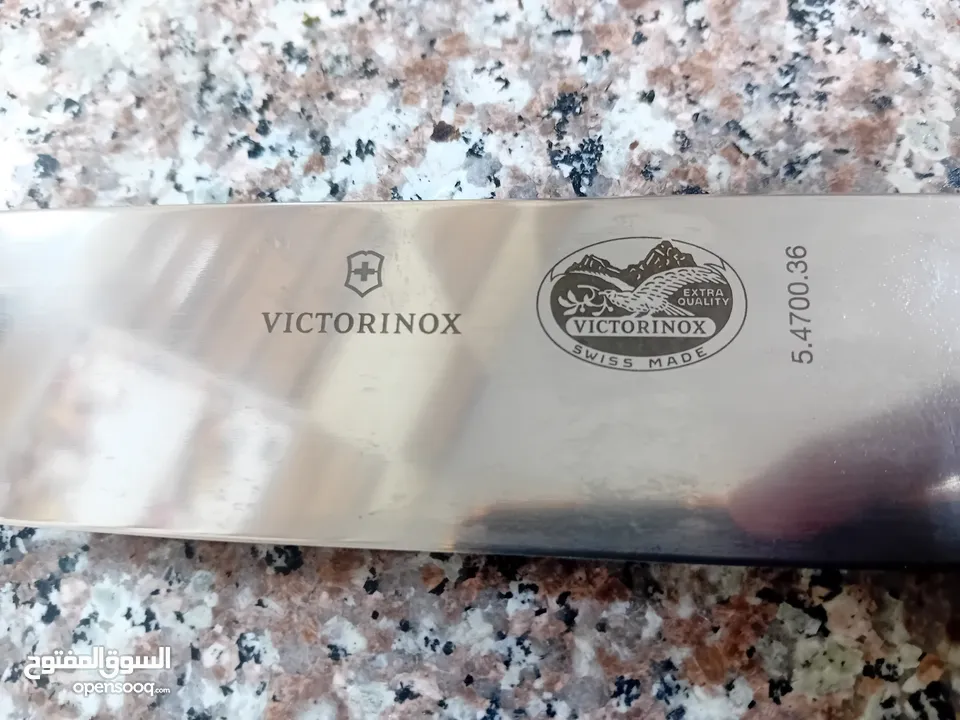 VICTORINOX
EXTRA
QUALITY
VICTORINOX
SWISS MADE
5.4700.36
السوق المفتوح
opensooq.com